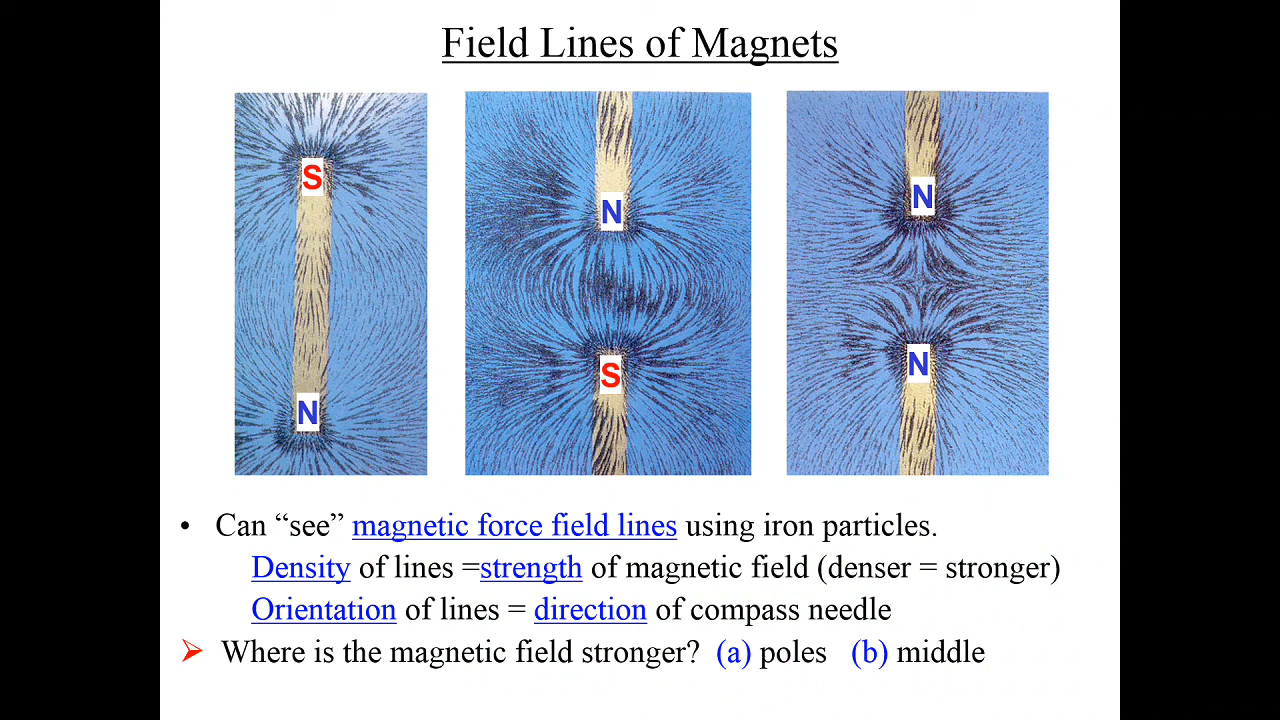 Field Lines of Magnets
S
N
N
S
N
N
• Can “see” magnetic force field lines using iron particles.
Density of lines =strength of magnetic field (denser = stronger)
Orientation of lines = direction of compass needle
➢ Where is the magnetic field stronger? (a) poles (b) middle